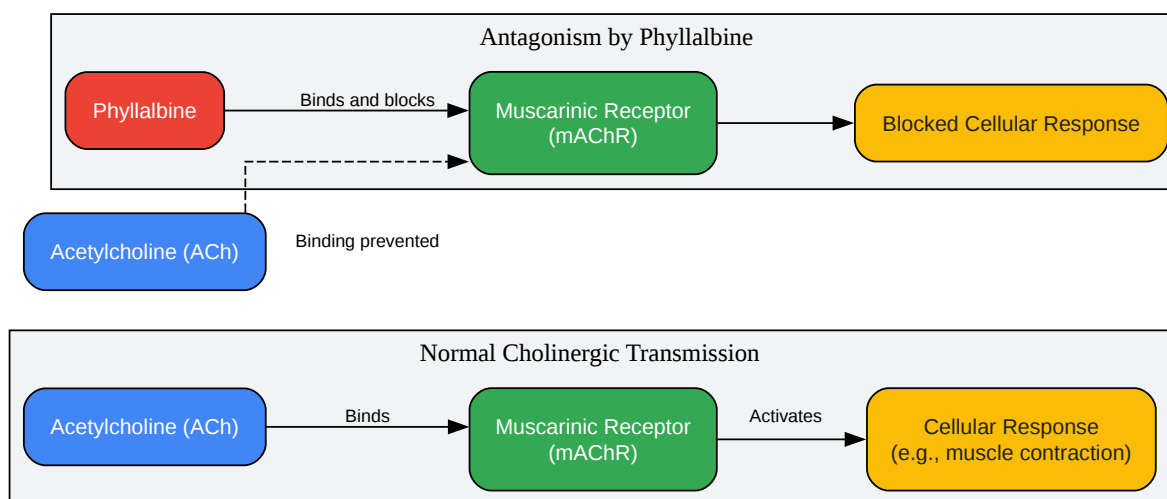 Antagonism by Phyllalbine
Phyllalbine
Binds and blocks
Muscarinic Receptor
(mAChR)
Blocked Cellular Response
Acetylcholine (ACh)
Binding prevented
Normal Cholinergic Transmission
Acetylcholine (ACh)
Binds
Muscarinic Receptor
(mAChR)
Activates
Cellular Response
(e.g., muscle contraction)